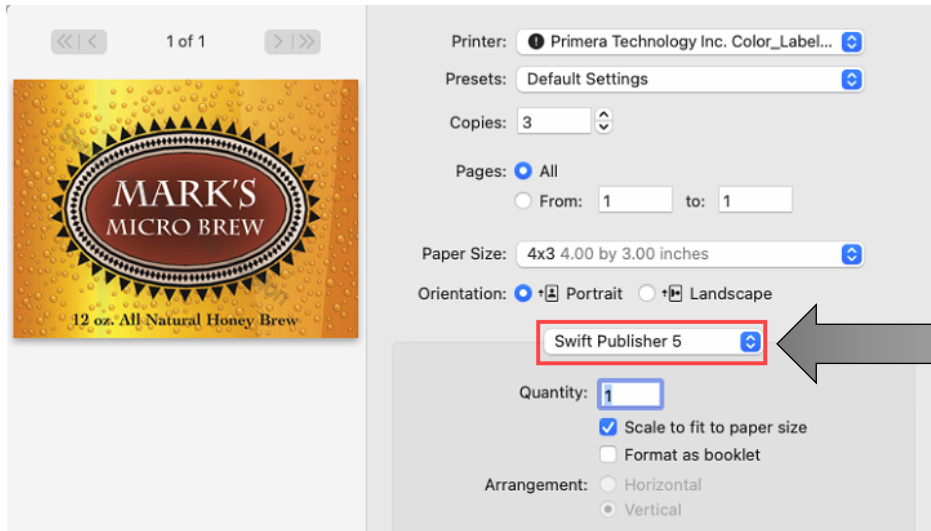 1 of 1
MARK'S
MICRO BREW
12 oz. All Natural Honey Brew
Printer: Primera Technology Inc. Color_Label...
Presets: Default Settings
Copies: 3
Pages: All
From: 1 to: 1
Paper Size: 4x3 4.00 by 3.00 inches
Orientation: Portrait Landscape
Swift Publisher 5
Quantity: 1
Scale to fit to paper size
Format as booklet
Arrangement: Horizontal
Vertical